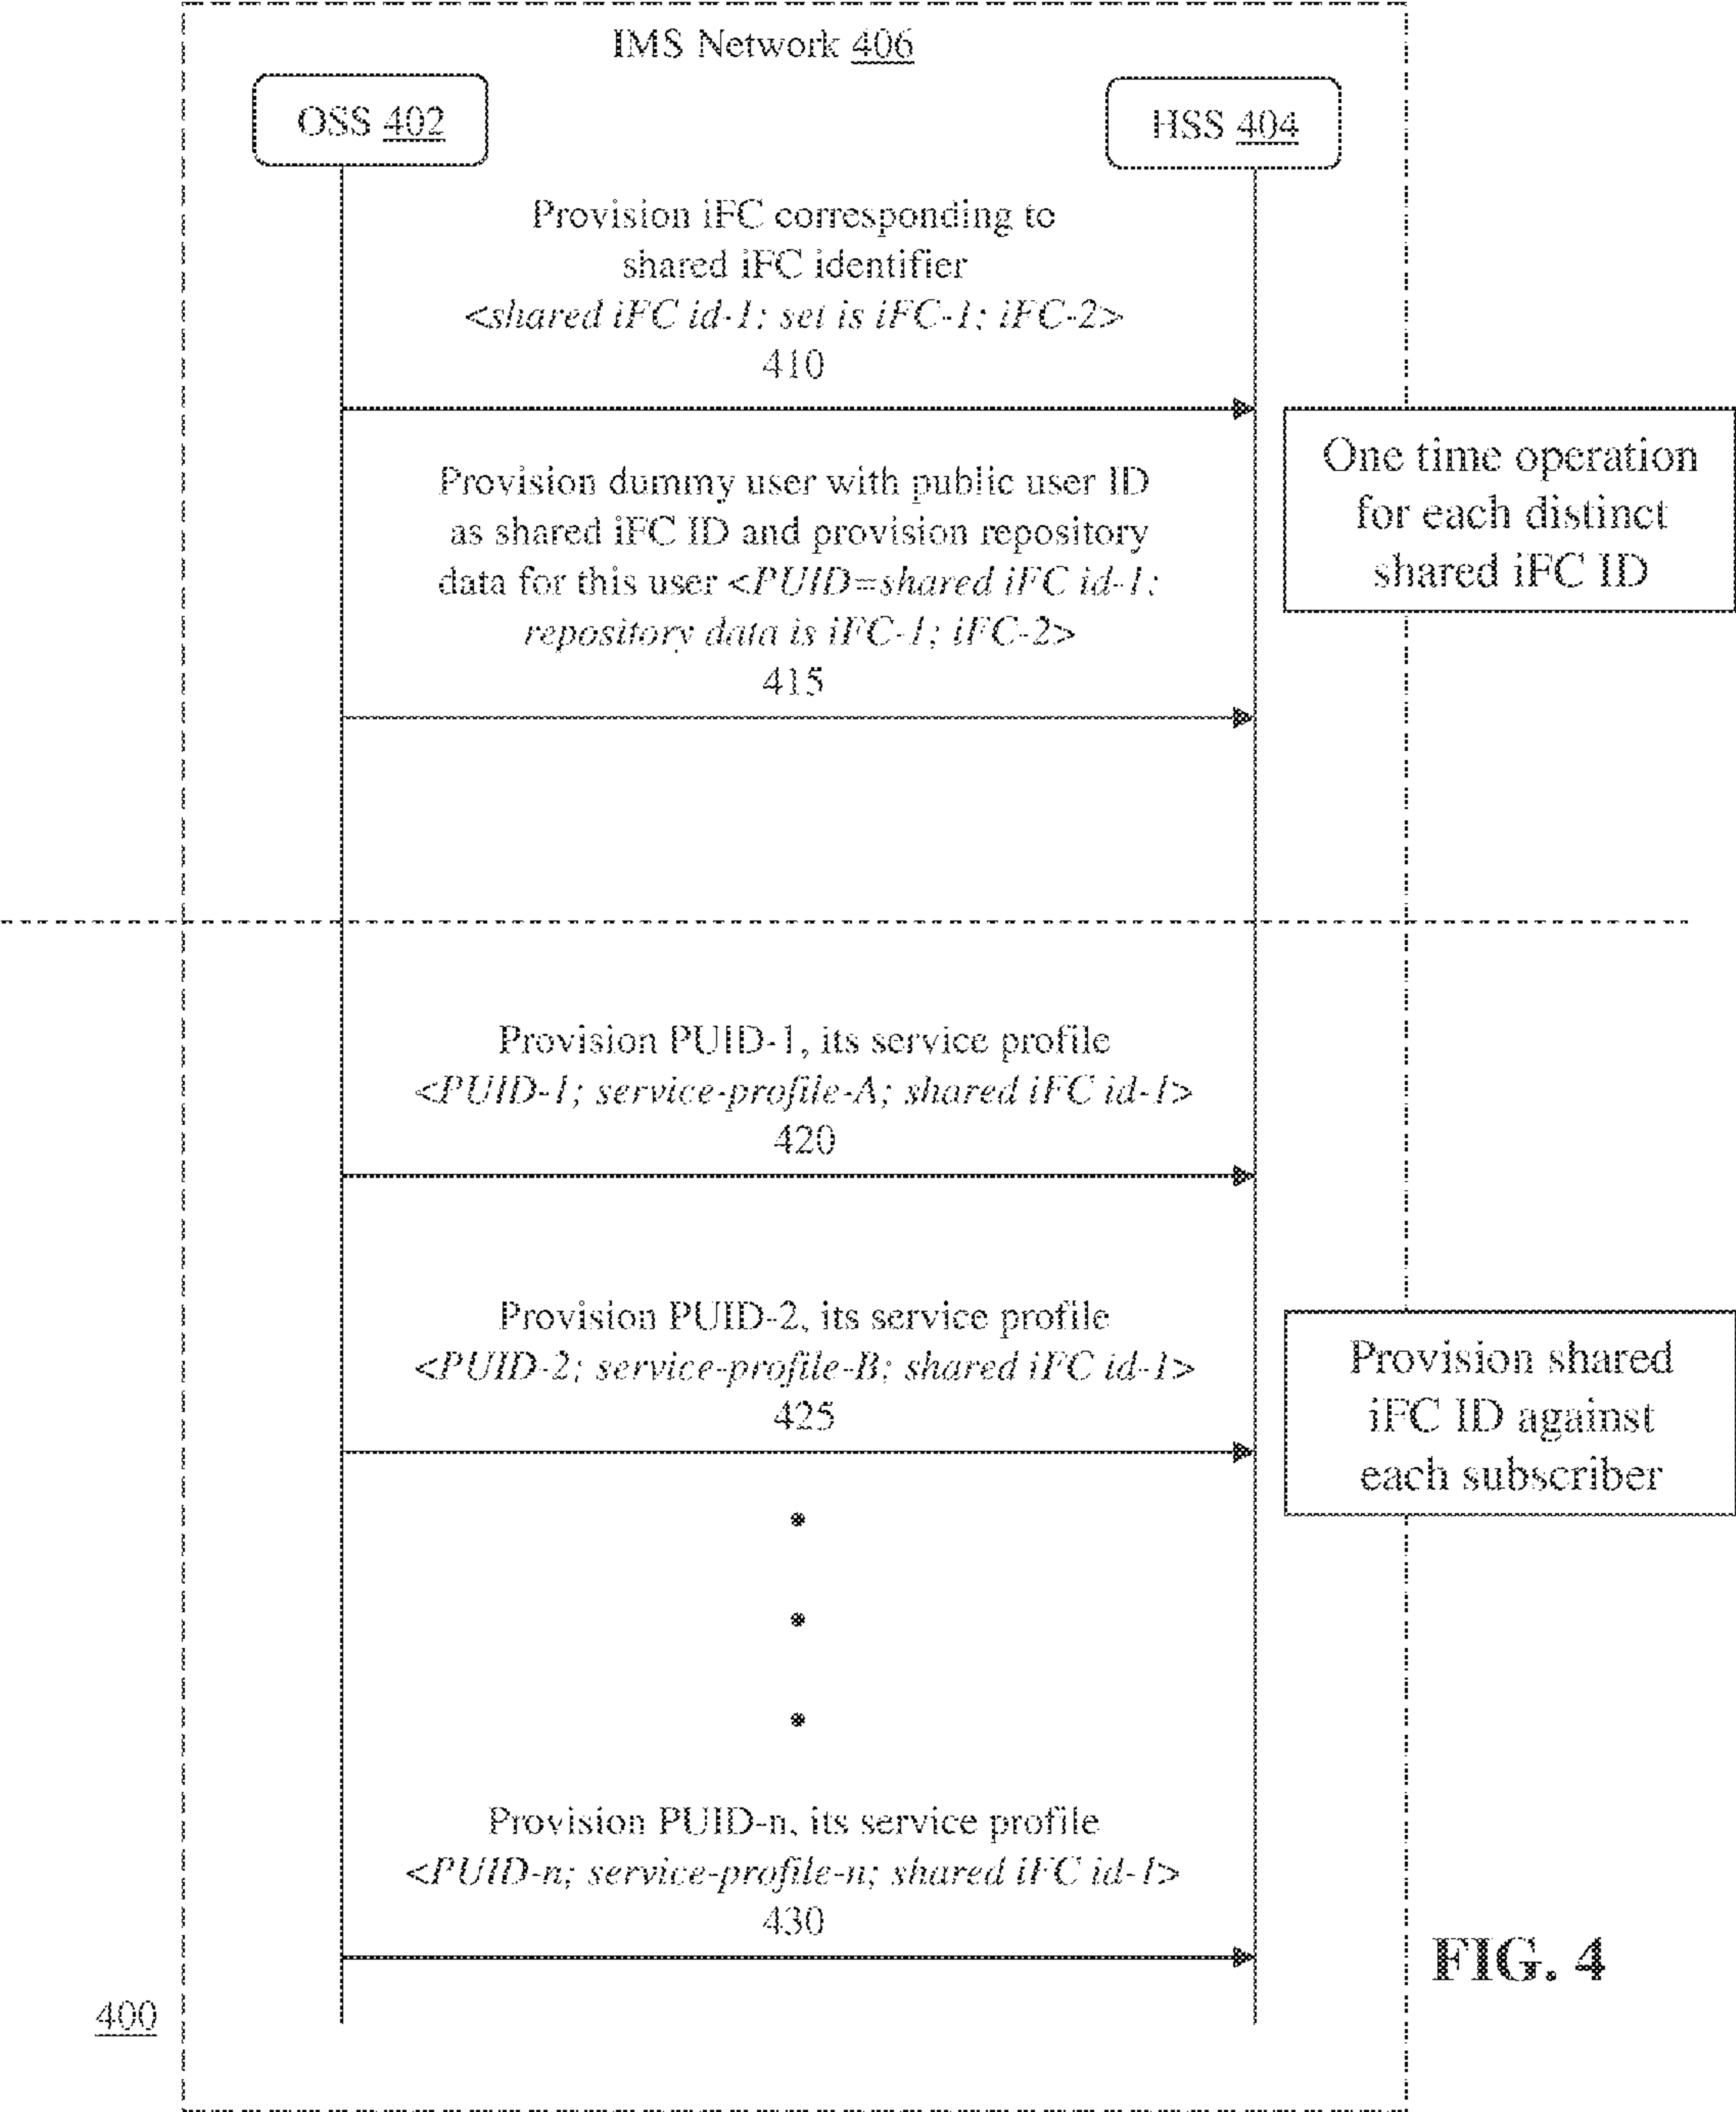 IMS Network 406
OSS 402
HSS 404
Provision iFC corresponding to
shared iFC identifier
<shared iFC id-1; set is iFC-1; iFC-2>
410
One time operation
for each distinct
shared iFC ID
Provision dummy user with public user ID
as shared iFC ID and provision repository
data for this user <PUID=shared iFC id-1;
repository data is iFC-1; iFC-2>
415
Provision PUID-1, its service profile
<PUID-1; service-profile-A; shared iFC id-1>
420
Provision PUID-2, its service profile
<PUID-2; service-profile-B; shared iFC id-1>
425
Provision shared
iFC ID against
each subscriber
Provision PUID-n, its service profile
<PUID-n; service-profile-n; shared iFC id-1>
430
FIG. 4
400